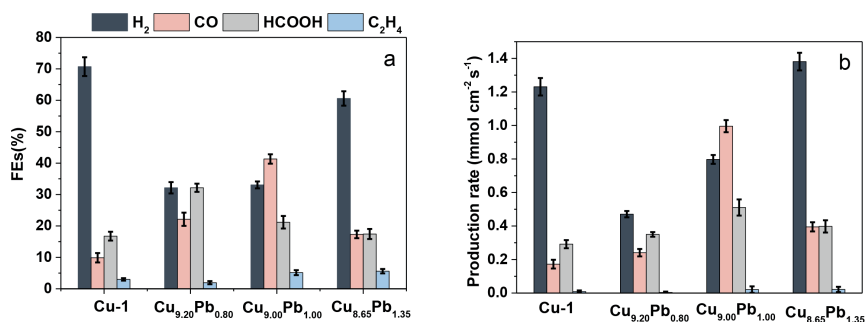 H2 CO HCOOH C2H4
a
FEs(%)
80
70
60
50
40
30
20
10
0
Cu-1 Cu9.20Pb0.80 Cu9.00Pb1.00 Cu8.65Pb1.35
b
Production rate (mmol cm-2 s-1)
1.4
1.2
1.0
0.8
0.6
0.4
0.2
0.0
Cu-1 Cu9.20Pb0.80 Cu9.00Pb1.00 Cu8.65Pb1.35